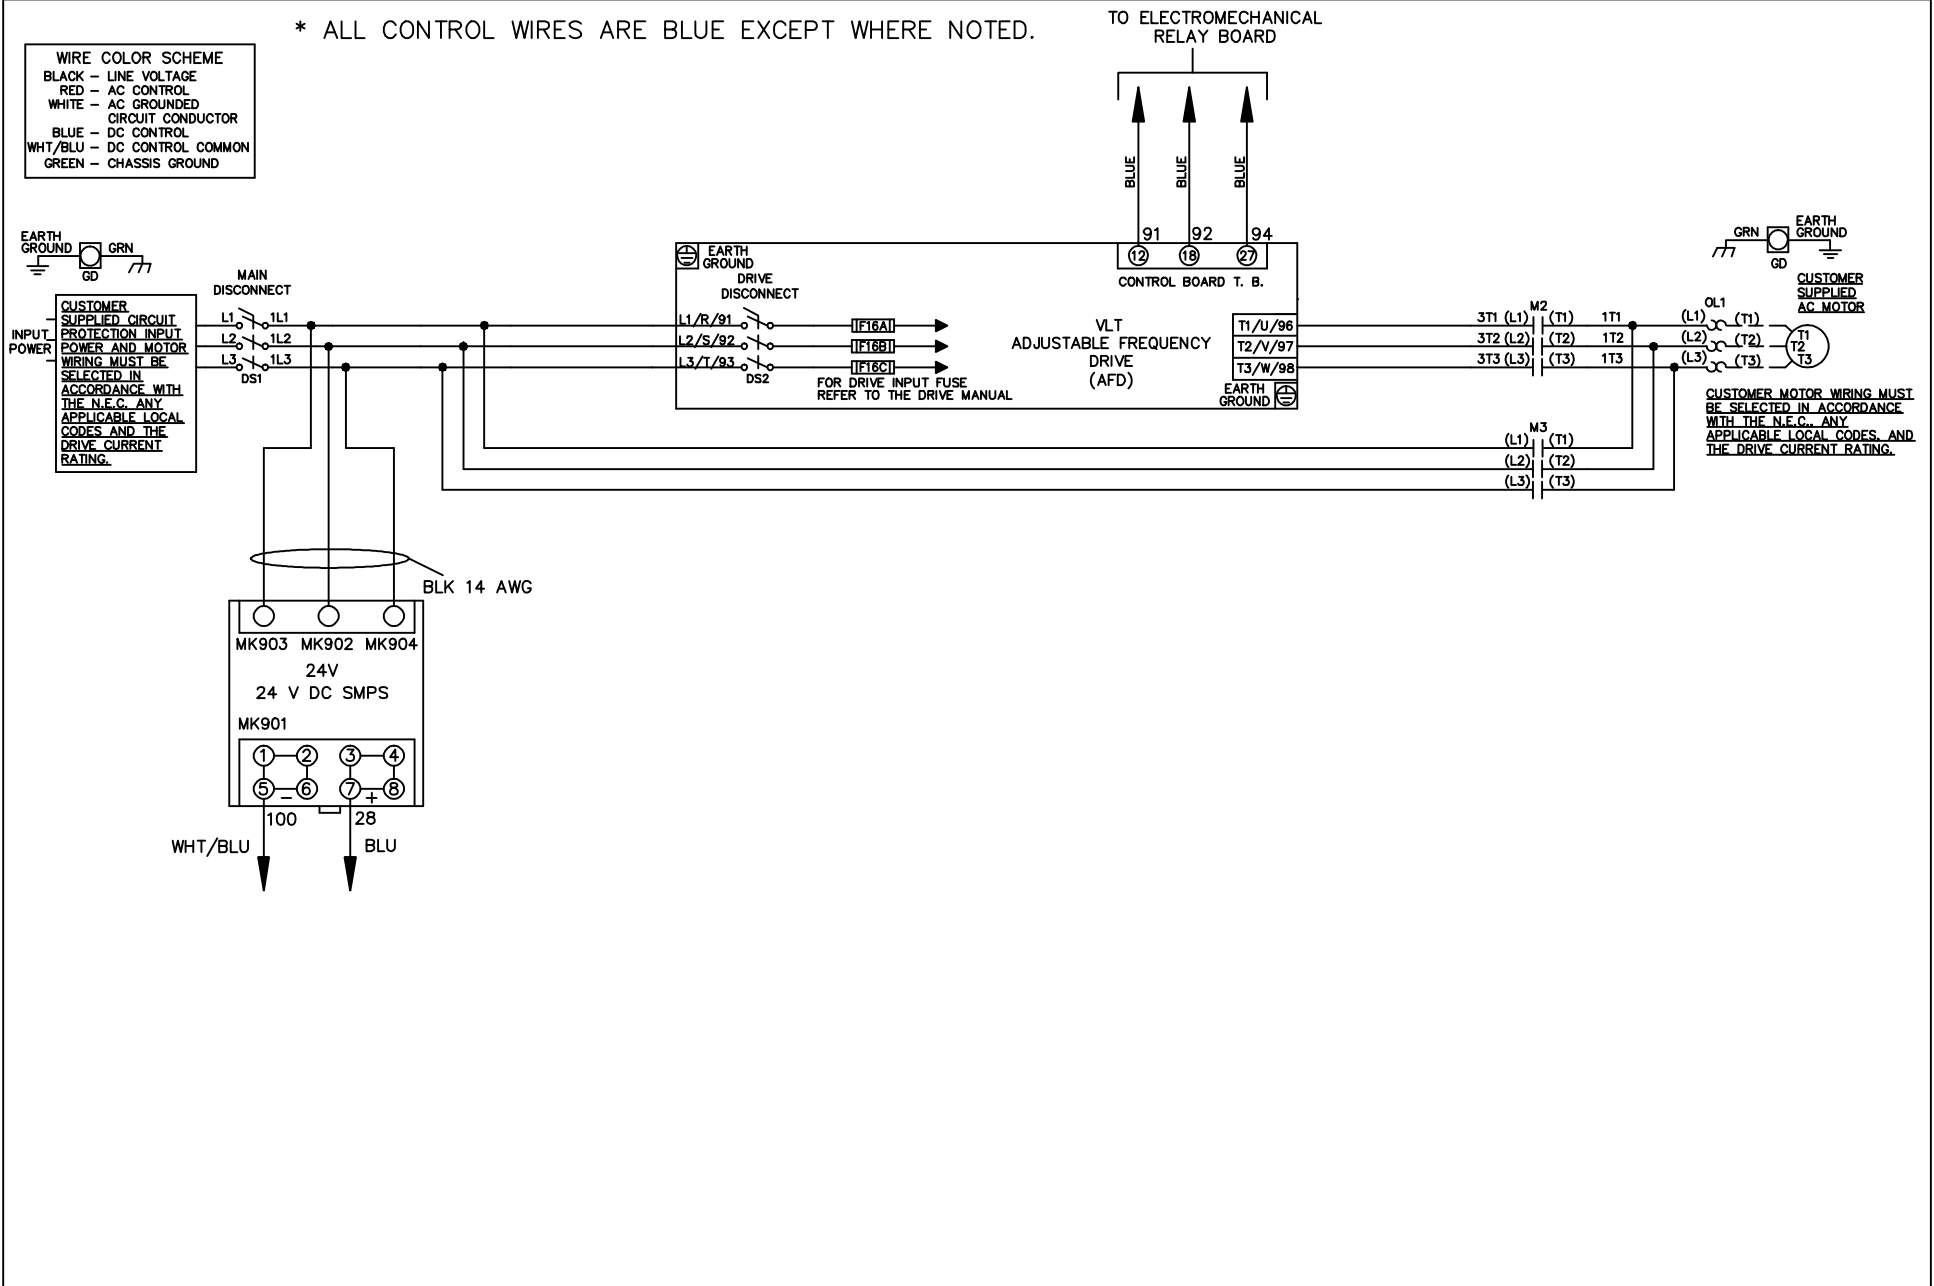 * ALL CONTROL WIRES ARE BLUE EXCEPT WHERE NOTED.
TO ELECTROMECHANICAL
RELAY BOARD
WIRE COLOR SCHEME
BLACK – LINE VOLTAGE
RED – AC CONTROL
WHITE – AC GROUNDED
CIRCUIT CONDUCTOR
BLUE – DC CONTROL
WHT/BLU – DC CONTROL COMMON
GREEN – CHASSIS GROUND
BLUE
BLUE
BLUE
91
92
94
12
18
27
CONTROL BOARD T. B.
EARTH
GROUND
GRN
GD
INPUT
POWER
CUSTOMER
SUPPLIED CIRCUIT
PROTECTION INPUT
POWER AND MOTOR
WIRING MUST BE
SELECTED IN
ACCORDANCE WITH
THE N.E.C. ANY
APPLICABLE LOCAL
CODES AND THE
DRIVE CURRENT
RATING.
MAIN
DISCONNECT
L1 1L1
L2 1L2
L3 1L3
DS1
EARTH
GROUND
DRIVE
DISCONNECT
L1/R/91
L2/S/92
L3/T/93
DS2
F16A
F16B
F16C
FOR DRIVE INPUT FUSE
REFER TO THE DRIVE MANUAL
VLT
ADJUSTABLE FREQUENCY
DRIVE
(AFD)
T1/U/96
T2/V/97
T3/W/98
EARTH
GROUND
M2
3T1 (L1) (T1) 1T1
3T2 (L2) (T2) 1T2
3T3 (L3) (T3) 1T3
M3
(L1) (T1)
(L2) (T2)
(L3) (T3)
OL1
(L1) (T1)
(L2) (T2)
(L3) (T3)
T1
T2
T3
GRN
EARTH
GROUND
GD
CUSTOMER
SUPPLIED
AC MOTOR
CUSTOMER MOTOR WIRING MUST
BE SELECTED IN ACCORDANCE
WITH THE N.E.C.. ANY
APPLICABLE LOCAL CODES. AND
THE DRIVE CURRENT RATING.
BLK 14 AWG
MK903 MK902 MK904
24V
24 V DC SMPS
MK901
1 2 3 4
5 6 7 8
– +
100
28
WHT/BLU
BLU